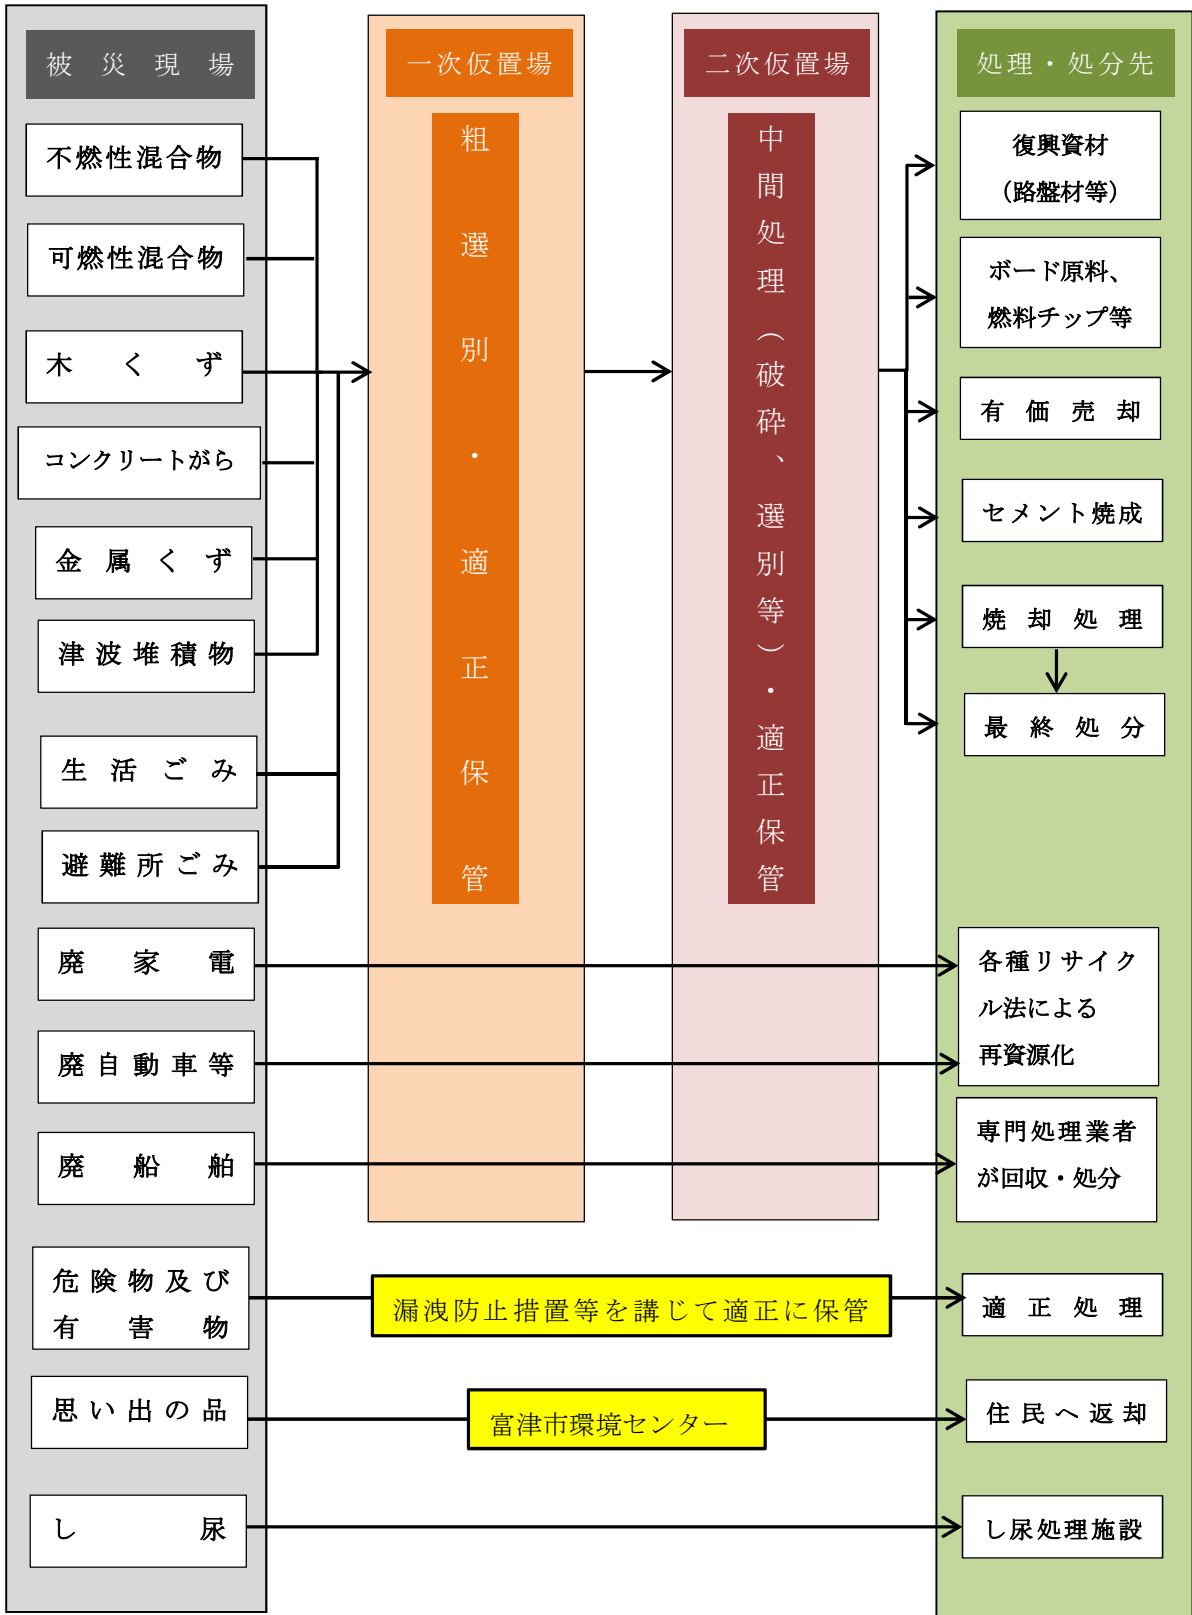 被災現場
不燃性混合物
可燃性混合物
木くず
コンクリートがら
金属くず
津波堆積物
生活ごみ
避難所ごみ
廃家電
廃自動車等
廃船舶
危険物及び
有害物
思い出の品
し尿
一次仮置場
粗選別・適正保管
二次仮置場
中間処理（破砕、選別等）・適正保管
漏洩防止措置等を講じて適正に保管
富津市環境センター
処理・処分先
復興資材
（路盤材等）
ボード原料、
燃料チップ等
有価売却
セメント焼成
焼却処理
最終処分
各種リサイク
ル法による
再資源化
専門処理業者
が回収・処分
適正処理
住民へ返却
し尿処理施設